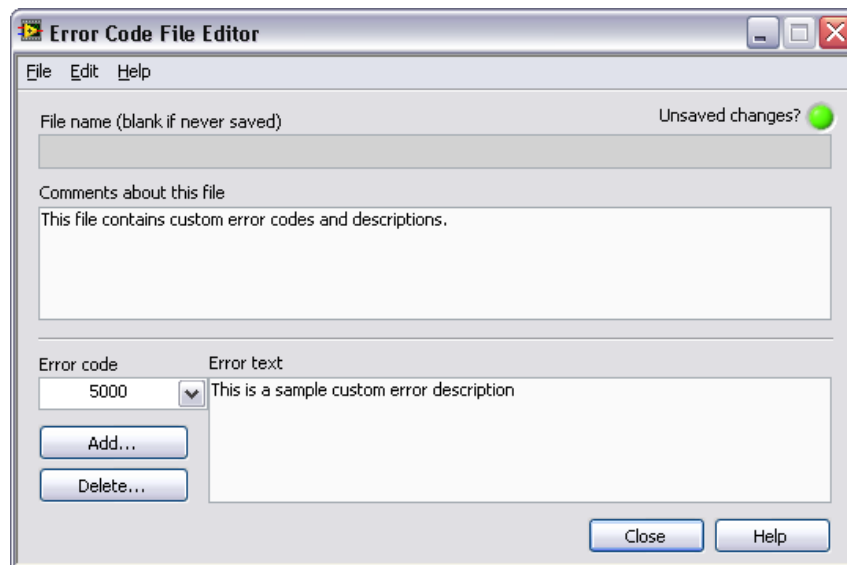 Error Code File Editor
File Edit Help
File name (blank if never saved)
Unsaved changes?
Comments about this file
This file contains custom error codes and descriptions.
Error code
Error text
5000
This is a sample custom error description
Add...
Delete...
Close
Help